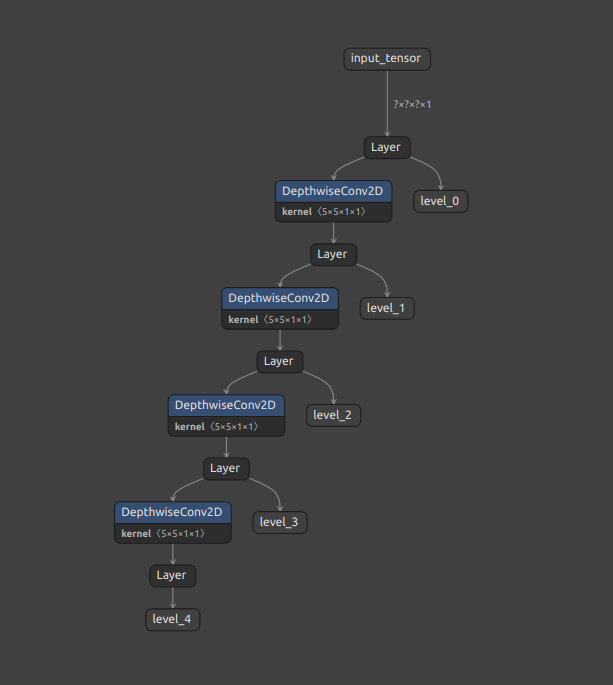 input_tensor
?×?×?×1
Layer
DepthwiseConv2D
kernel〈5×5×1×1〉
level_0
Layer
DepthwiseConv2D
kernel〈5×5×1×1〉
level_1
Layer
DepthwiseConv2D
kernel〈5×5×1×1〉
level_2
Layer
DepthwiseConv2D
kernel〈5×5×1×1〉
level_3
Layer
level_4